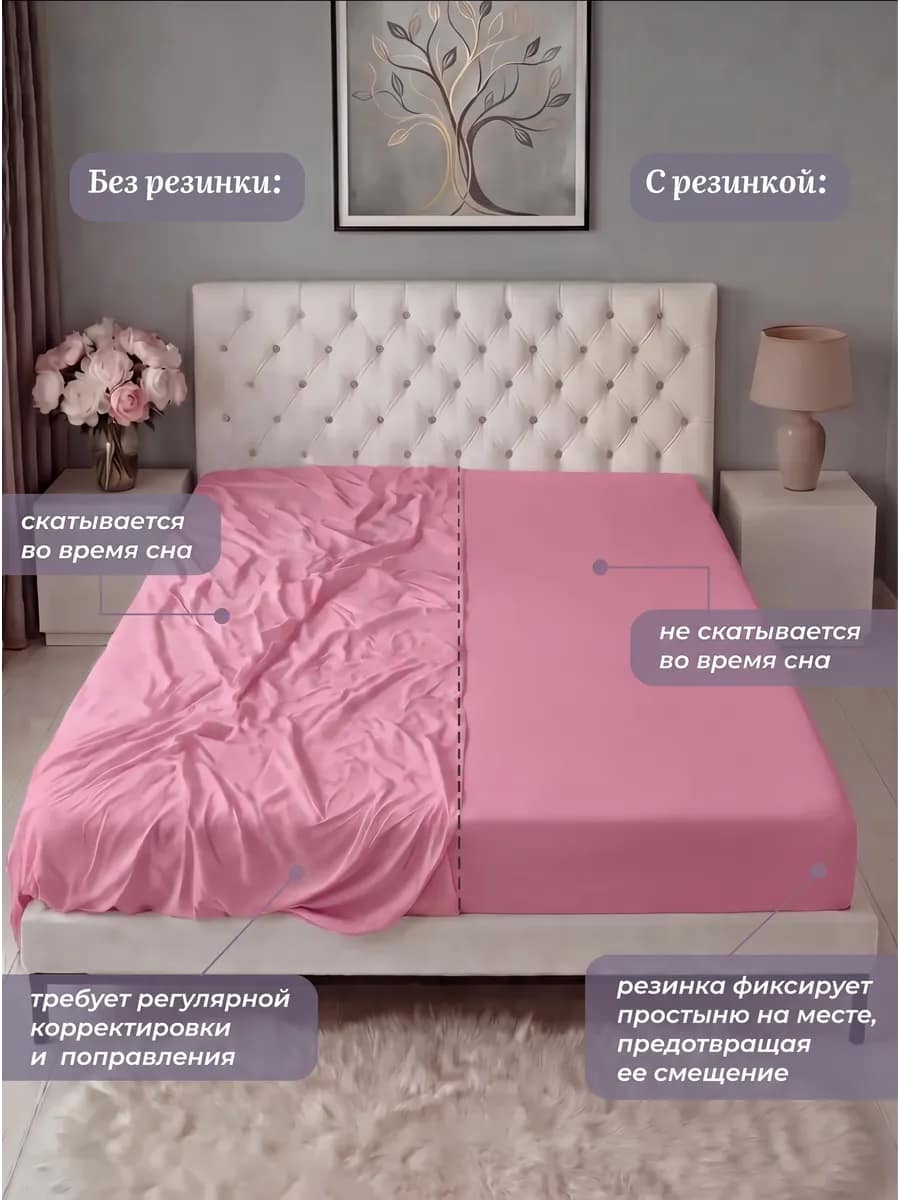 Без резинки:
С резинкой:
скатывается
во время сна
не скатывается
во время сна
требует регулярной
корректировки
и поправления
резинка фиксирует
простыню на месте,
предотвращая
ее смещение